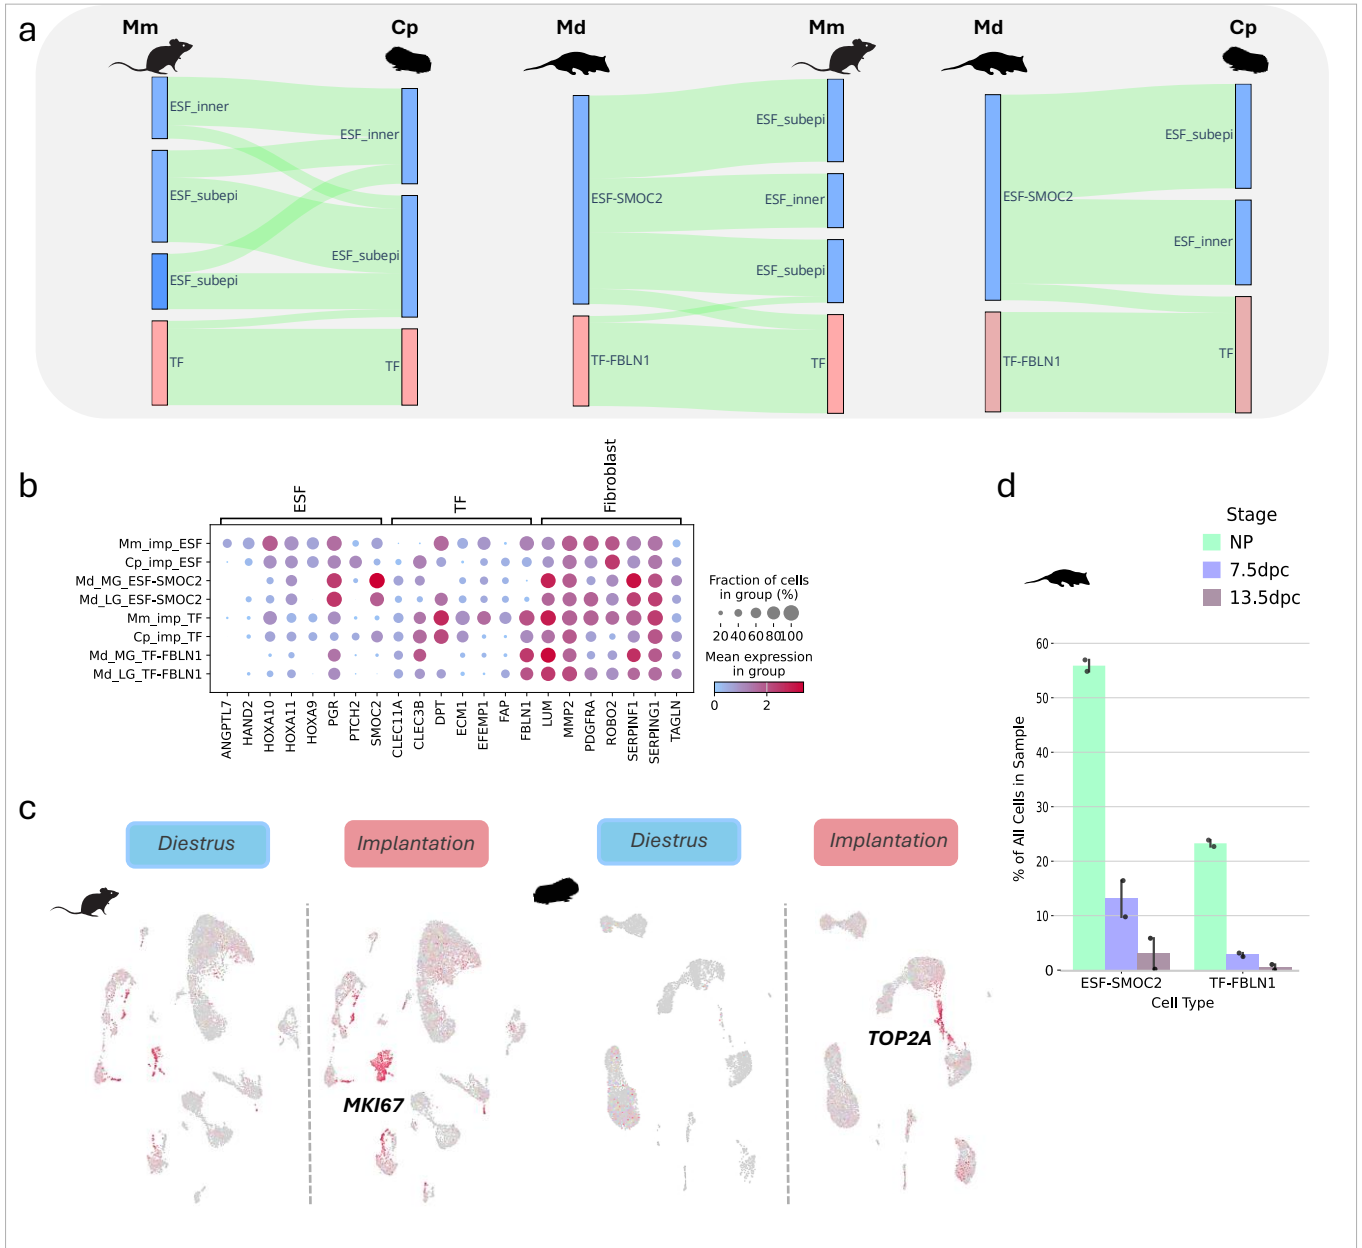 a
Mm
Cp
Md
Mm
Md
Cp
ESF_inner
ESF_subepi
ESF_subepi
TF
ESF_inner
ESF_subepi
TF
ESF-SMOC2
TF-FBLN1
ESF_subepi
ESF_inner
ESF_subepi
TF
ESF-SMOC2
TF-FBLN1
ESF_subepi
ESF_inner
TF
b
ESF
TF
Fibroblast
Mm_imp_ESF
Cp_imp_ESF
Md_MG_ESF-SMOC2
Md_LG_ESF-SMOC2
Mm_imp_TF
Cp_imp_TF
Md_MG_TF-FBLN1
Md_LG_TF-FBLN1
ANGPTL7
HAND2
HOXA10
HOXA11
HOXA9
PGR
PTCH2
SMOC2
CLEC11A
CLEC3B
DPT
ECM1
EFEMP1
FAP
FBLN1
LUM
MMP2
PDGFRA
ROBO2
SERPINF1
SERPING1
TAGLN
Fraction of cells
in group (%)
20 40 60 80 100
Mean expression
in group
0 2
c
Diestrus
Implantation
Diestrus
Implantation
MKI67
TOP2A
d
Stage
NP
7.5dpc
13.5dpc
% of All Cells in Sample
60
50
40
30
20
10
0
ESF-SMOC2
TF-FBLN1
Cell Type